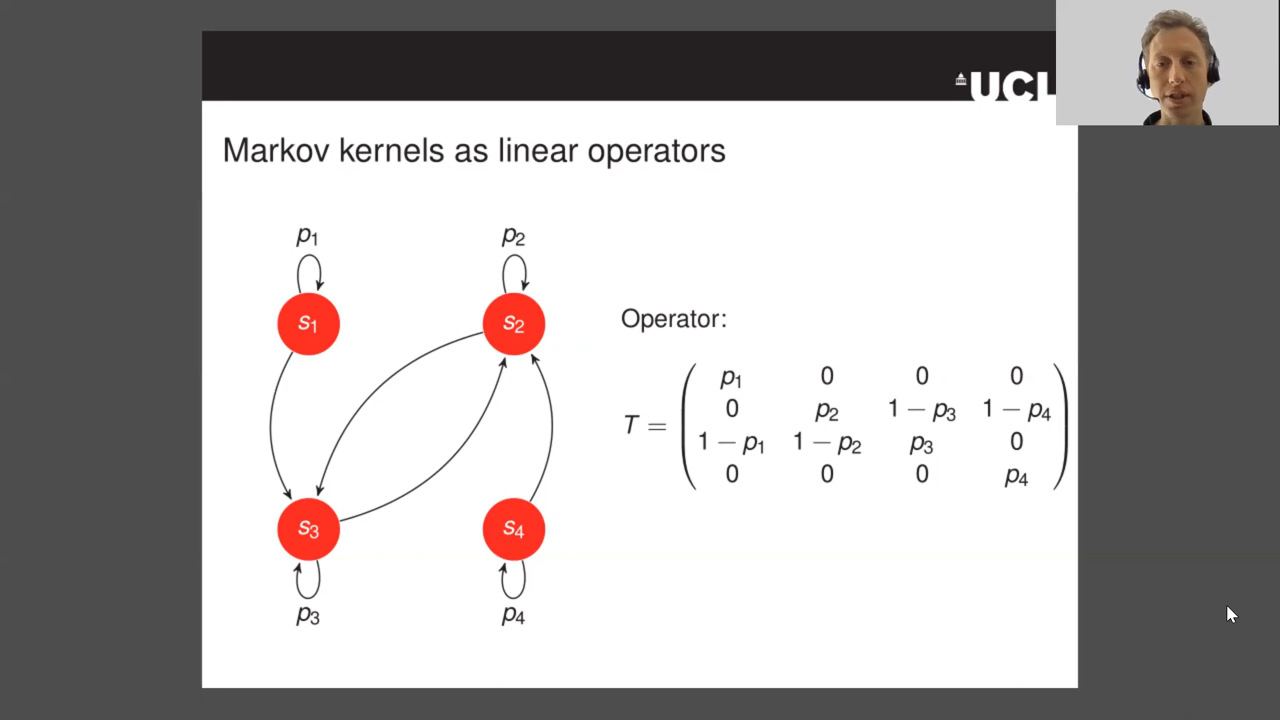 UCL
Markov kernels as linear operators
p1 p2
s1 s2
s3 s4
p3 p4
Operator:
T =
p1 0 0 0
0 p2 1 − p3 1 − p4
1 − p1 1 − p2 p3 0
0 0 0 p4